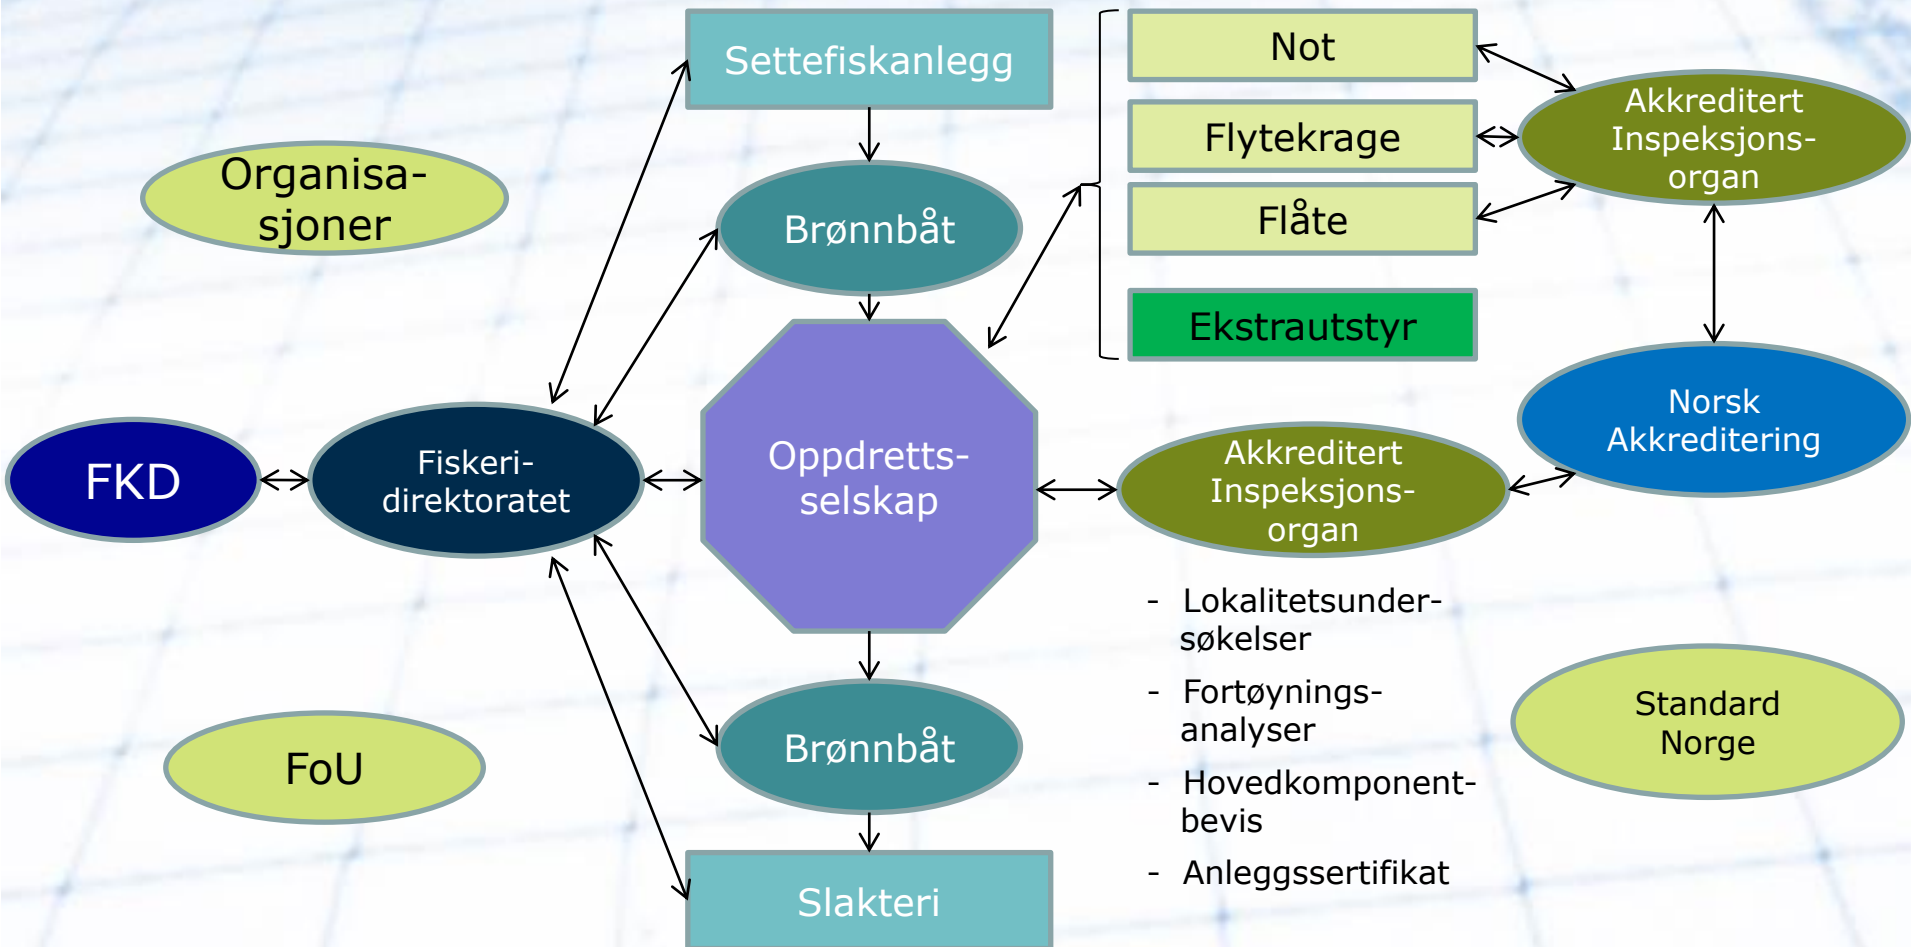 Settefiskanlegg
Not
Flytekrage
Flåte
Ekstrautstyr
Akkreditert
Inspeksjons-
organ
Organisa-
sjoner
Brønnbåt
Norsk
Akkreditering
FKD
Fiskeri-
direktoratet
Oppdretts-
selskap
Akkreditert
Inspeksjons-
organ
- Lokalitetsunder-
søkelser
- Fortøynings-
analyser
- Hovedkomponent-
bevis
- Anleggssertifikat
Standard
Norge
FoU
Brønnbåt
Slakteri